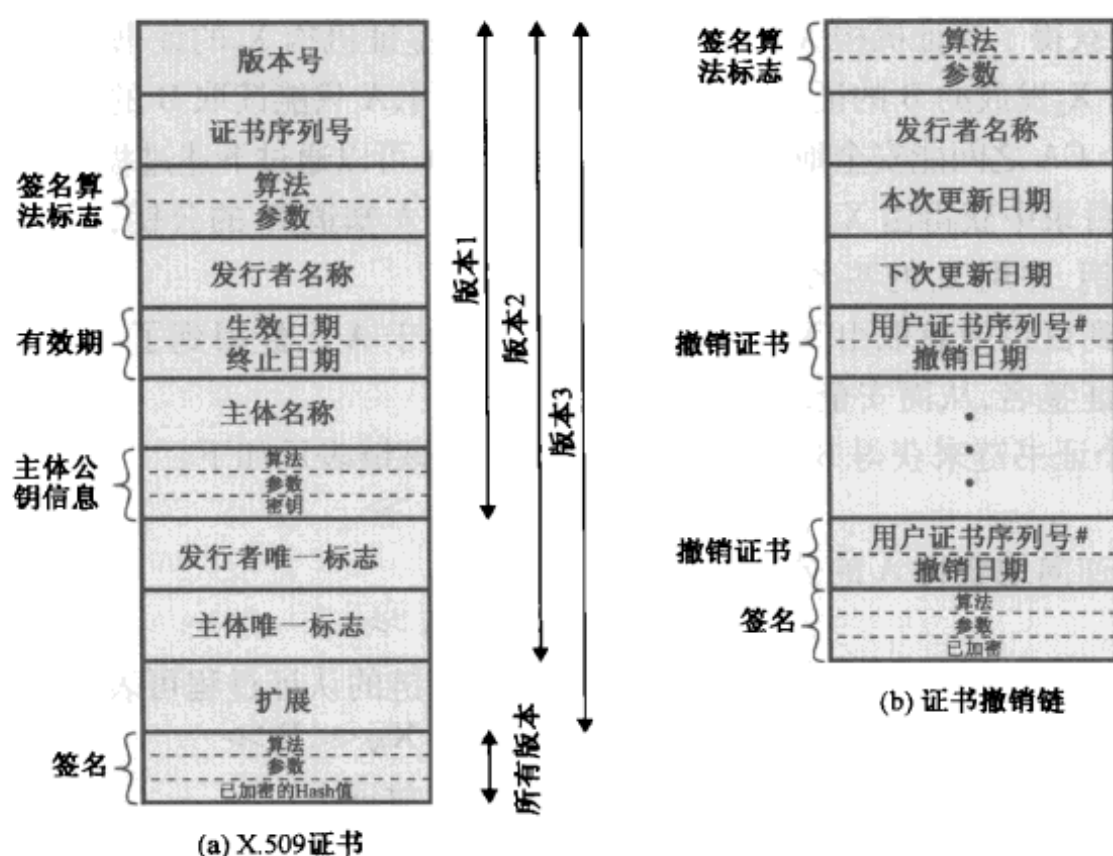 版本号
证书序列号
签名算
法标志
算法
参数
发行者名称
有效期
生效日期
终止日期
主体名称
主体公
钥信息
算法
参数
密钥
发行者唯一标志
主体唯一标志
扩展
签名
算法
参数
已加密的Hash值
版本1
版本2
版本3
所有版本
(a) X.509证书
签名算
法标志
算法
参数
发行者名称
本次更新日期
下次更新日期
撤销证书
用户证书序列号#
撤销日期
撤销证书
用户证书序列号#
撤销日期
签名
算法
参数
已加密
(b) 证书撤销链